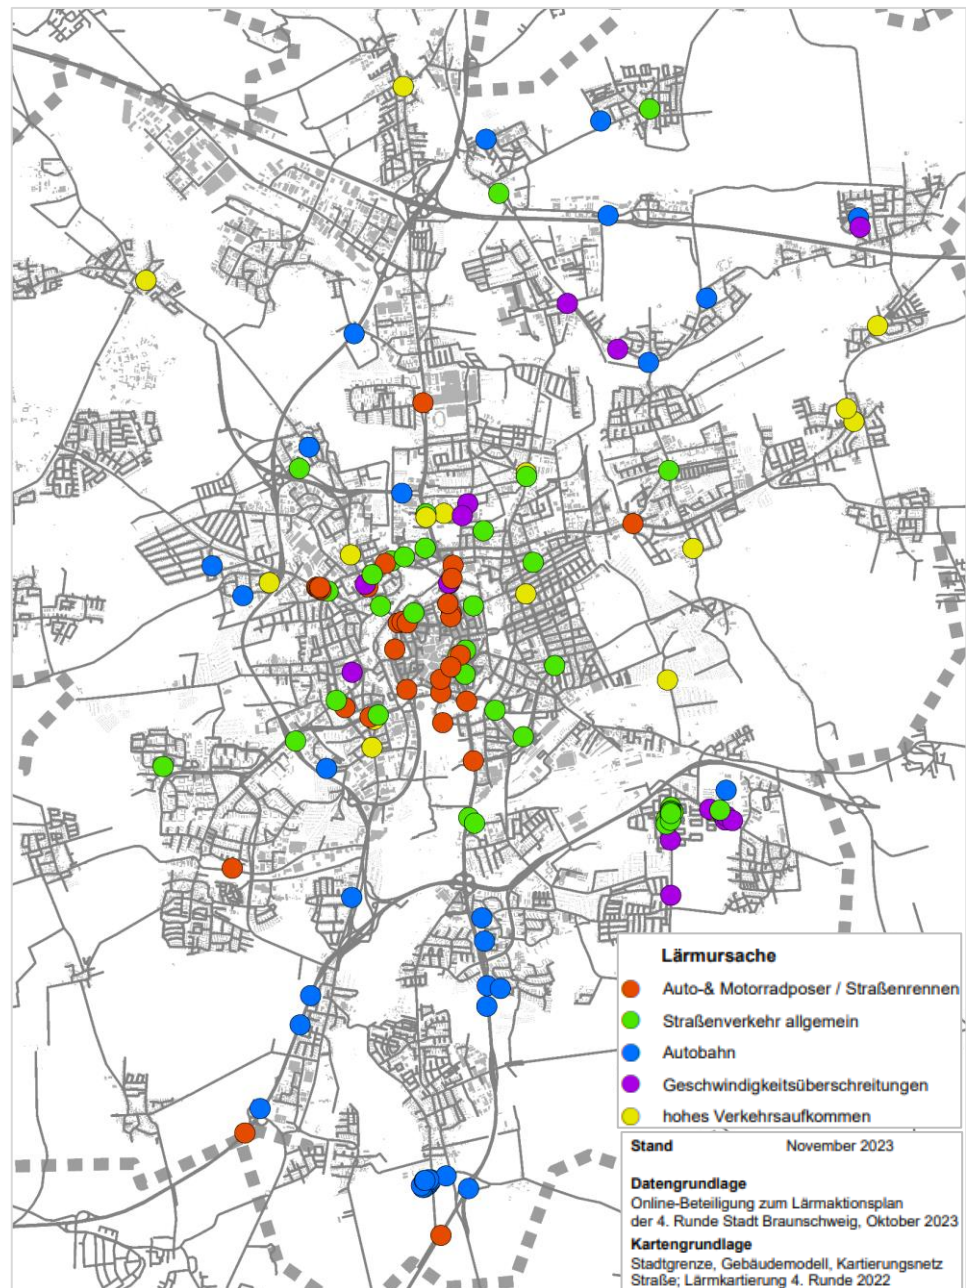 Lärmursache
Auto-& Motorradposer / Straßenrennen
Straßenverkehr allgemein
Autobahn
Geschwindigkeitsüberschreitungen
hohes Verkehrsaufkommen
Stand November 2023
Datengrundlage
Online-Beteiligung zum Lärmaktionsplan
der 4. Runde Stadt Braunschweig, Oktober 2023
Kartengrundlage
Stadtgrenze, Gebäudemodell, Kartierungsnetz
Straße; Lärmkartierung 4. Runde 2022